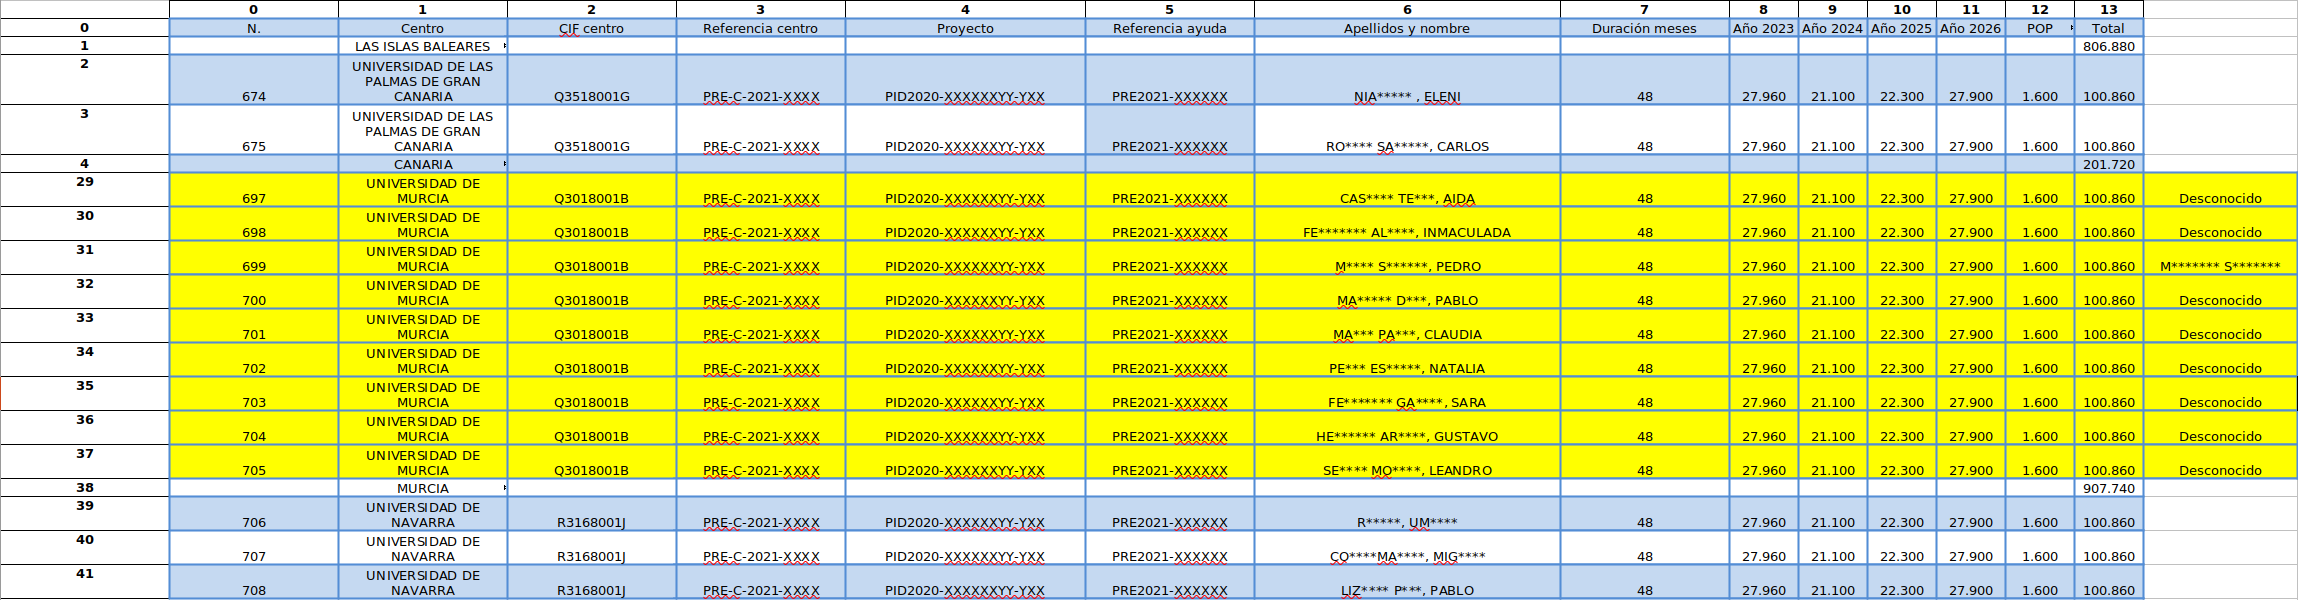 0 1 2 3 4 5 6 7 8 9 10 11 12 13
0 N. Centro CIF centro Referencia centro Proyecto Referencia ayuda Apellidos y nombre Duración meses Año 2023 Año 2024 Año 2025 Año 2026 POP Total
1 LAS ISLAS BALEARES 806.880
2 UNIVERSIDAD DE LAS
PALMAS DE GRAN
674 CANARIA Q3518001G PRE-C-2021-XXXX PID2020-XXXXXXYY-YXX PRE2021-XXXXXX NIA***** , ELENI 48 27.960 21.100 22.300 27.900 1.600 100.860
3 UNIVERSIDAD DE LAS
PALMAS DE GRAN
675 CANARIA Q3518001G PRE-C-2021-XXXX PID2020-XXXXXXYY-YXX PRE2021-XXXXXX RO**** SA*****, CARLOS 48 27.960 21.100 22.300 27.900 1.600 100.860
4 CANARIA 201.720
29 UNIVERSIDAD DE
697 MURCIA Q3018001B PRE-C-2021-XXXX PID2020-XXXXXXYY-YXX PRE2021-XXXXXX CAS**** TE***, AIDA 48 27.960 21.100 22.300 27.900 1.600 100.860 Desconocido
30 UNIVERSIDAD DE
698 MURCIA Q3018001B PRE-C-2021-XXXX PID2020-XXXXXXYY-YXX PRE2021-XXXXXX FE******* AL****, INMACULADA 48 27.960 21.100 22.300 27.900 1.600 100.860 Desconocido
31 UNIVERSIDAD DE
699 MURCIA Q3018001B PRE-C-2021-XXXX PID2020-XXXXXXYY-YXX PRE2021-XXXXXX M**** S******, PEDRO 48 27.960 21.100 22.300 27.900 1.600 100.860 M******* S*******
32 UNIVERSIDAD DE
700 MURCIA Q3018001B PRE-C-2021-XXXX PID2020-XXXXXXYY-YXX PRE2021-XXXXXX MA***** D***, PABLO 48 27.960 21.100 22.300 27.900 1.600 100.860 Desconocido
33 UNIVERSIDAD DE
701 MURCIA Q3018001B PRE-C-2021-XXXX PID2020-XXXXXXYY-YXX PRE2021-XXXXXX MA*** PA***, CLAUDIA 48 27.960 21.100 22.300 27.900 1.600 100.860 Desconocido
34 UNIVERSIDAD DE
702 MURCIA Q3018001B PRE-C-2021-XXXX PID2020-XXXXXXYY-YXX PRE2021-XXXXXX PE*** ES*****, NATALIA 48 27.960 21.100 22.300 27.900 1.600 100.860 Desconocido
35 UNIVERSIDAD DE
703 MURCIA Q3018001B PRE-C-2021-XXXX PID2020-XXXXXXYY-YXX PRE2021-XXXXXX FE******* GA****, SARA 48 27.960 21.100 22.300 27.900 1.600 100.860 Desconocido
36 UNIVERSIDAD DE
704 MURCIA Q3018001B PRE-C-2021-XXXX PID2020-XXXXXXYY-YXX PRE2021-XXXXXX HE****** AR****, GUSTAVO 48 27.960 21.100 22.300 27.900 1.600 100.860 Desconocido
37 UNIVERSIDAD DE
705 MURCIA Q3018001B PRE-C-2021-XXXX PID2020-XXXXXXYY-YXX PRE2021-XXXXXX SE**** MO****, LEANDRO 48 27.960 21.100 22.300 27.900 1.600 100.860 Desconocido
38 MURCIA 907.740
39 UNIVERSIDAD DE
706 NAVARRA R3168001J PRE-C-2021-XXXX PID2020-XXXXXXYY-YXX PRE2021-XXXXXX R*****, UM**** 48 27.960 21.100 22.300 27.900 1.600 100.860
40 UNIVERSIDAD DE
707 NAVARRA R3168001J PRE-C-2021-XXXX PID2020-XXXXXXYY-YXX PRE2021-XXXXXX CO****MA****, MIG**** 48 27.960 21.100 22.300 27.900 1.600 100.860
41 UNIVERSIDAD DE
708 NAVARRA R3168001J PRE-C-2021-XXXX PID2020-XXXXXXYY-YXX PRE2021-XXXXXX LIZ**** P***, PABLO 48 27.960 21.100 22.300 27.900 1.600 100.860